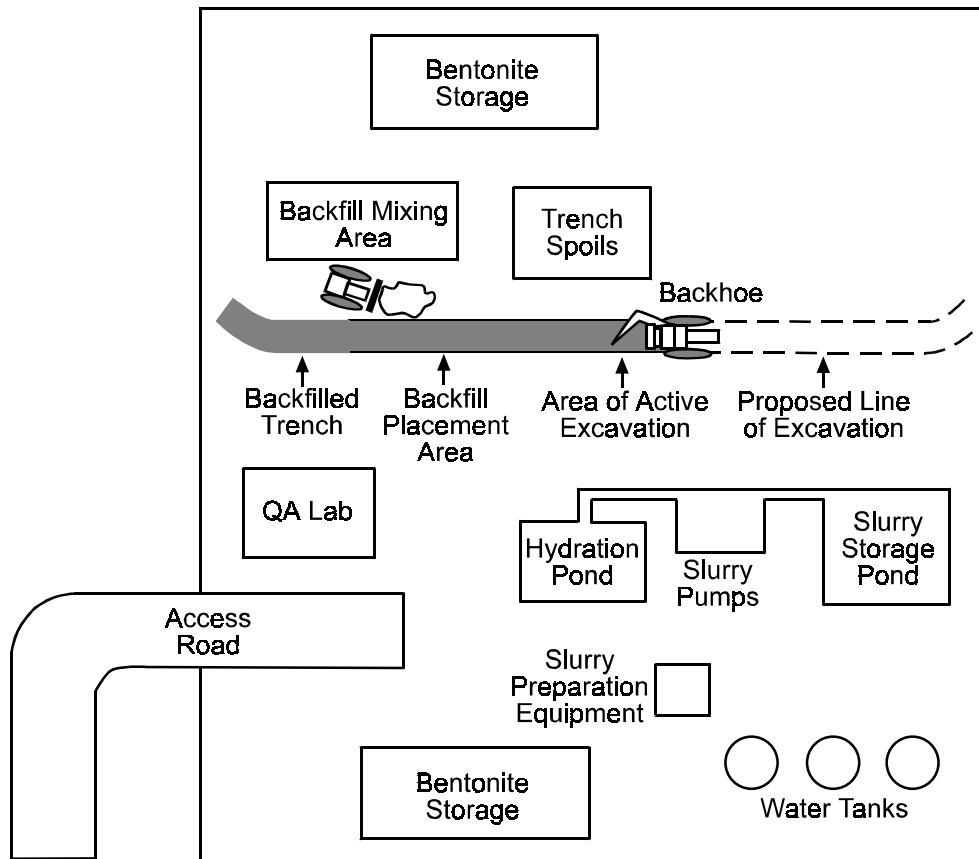 Bentonite
Storage
Backfill Mixing
Area
Trench
Spoils
Backhoe
Backfilled
Trench
Backfill
Placement
Area
Area of Active
Excavation
Proposed Line
of Excavation
QA Lab
Hydration
Pond
Slurry
Pumps
Slurry
Storage
Pond
Access
Road
Slurry
Preparation
Equipment
Bentonite
Storage
Water Tanks